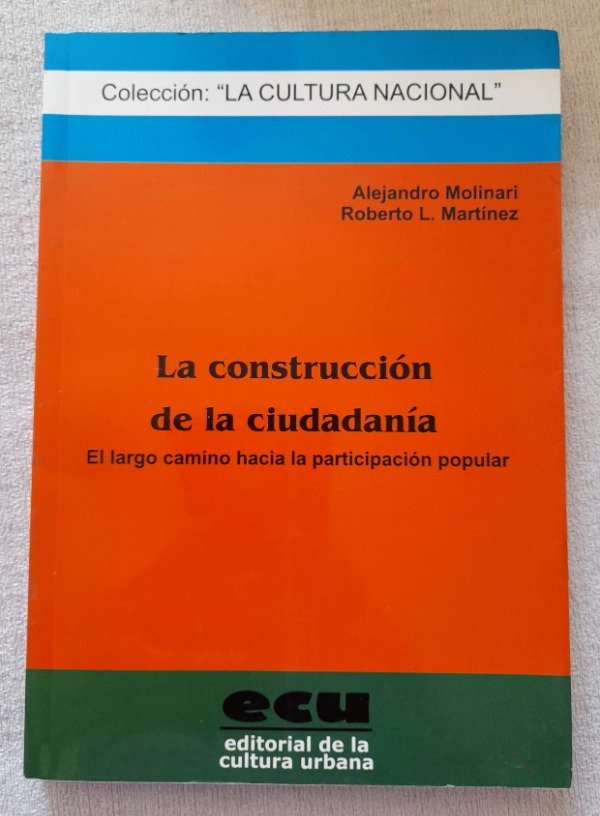 Colección: “LA CULTURA NACIONAL”
Alejandro Molinari
Roberto L. Martínez
La construcción
de la ciudadanía
El largo camino hacia la participación popular
ecu
editorial de la
cultura urbana